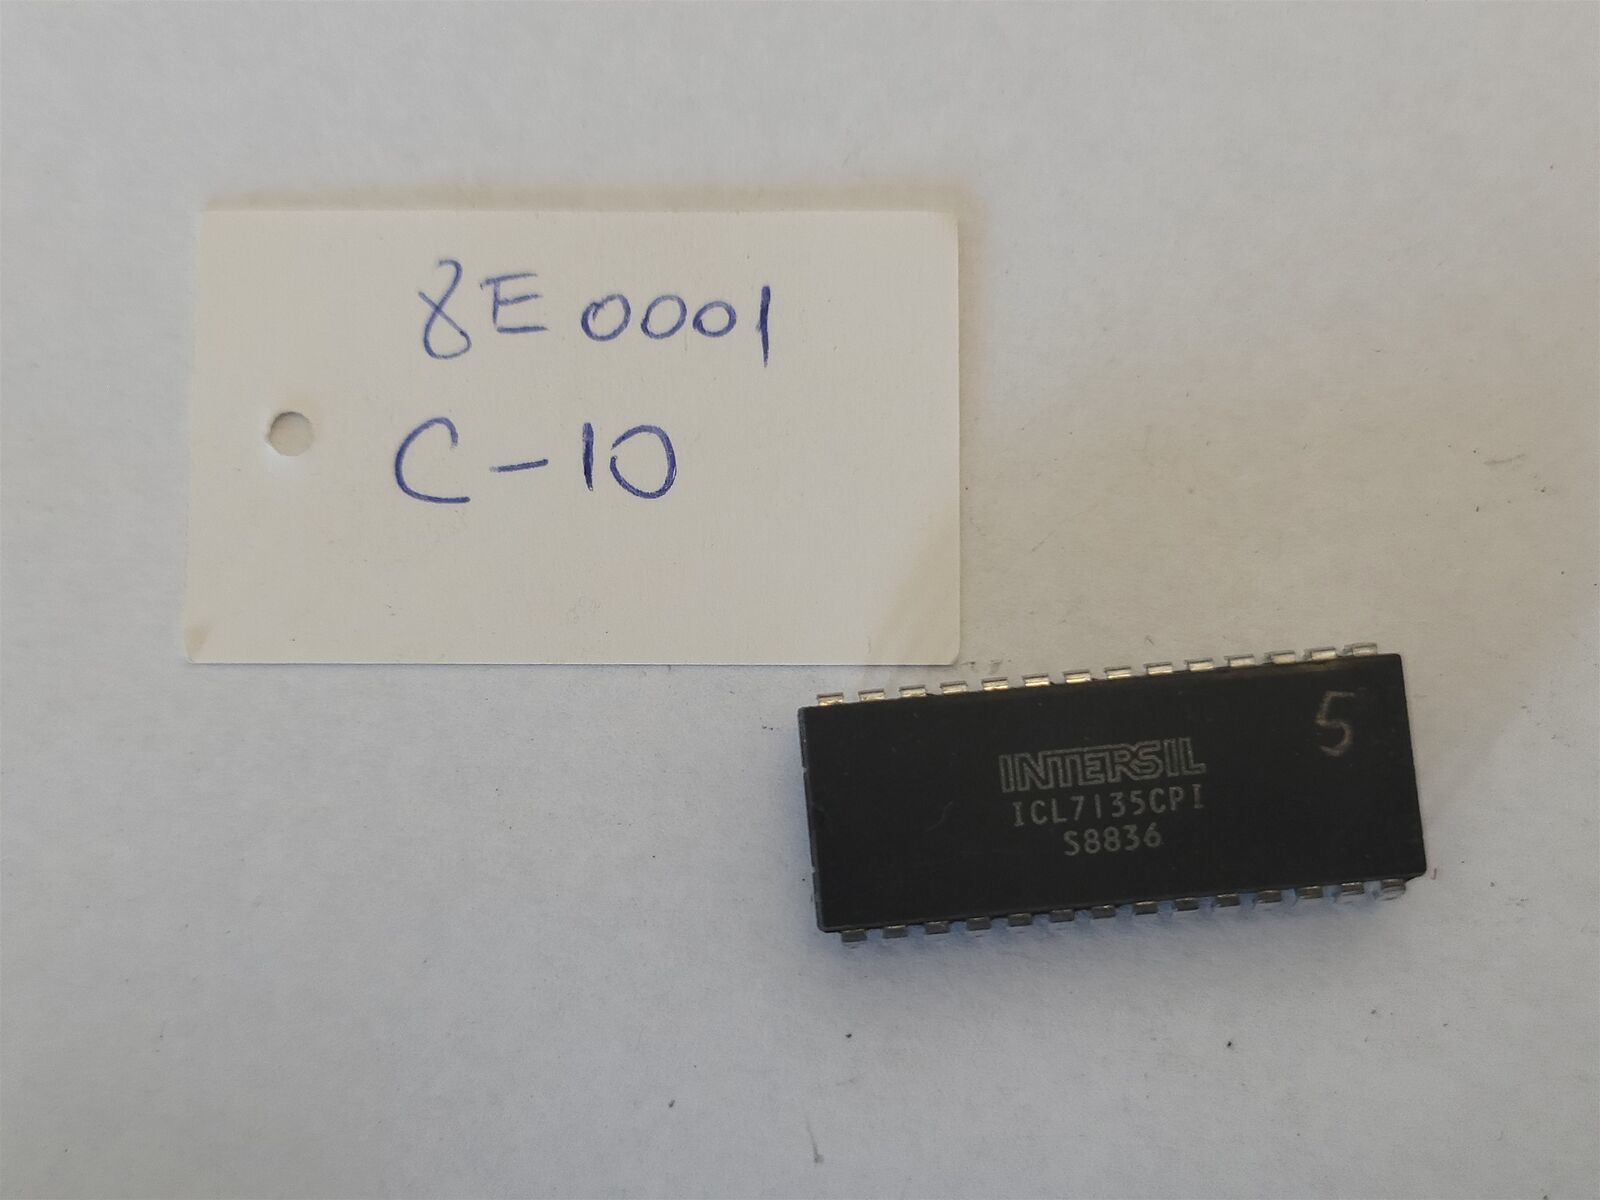 8E0001
C-10
5
INTERSIL
ICL7135CPI
S8836